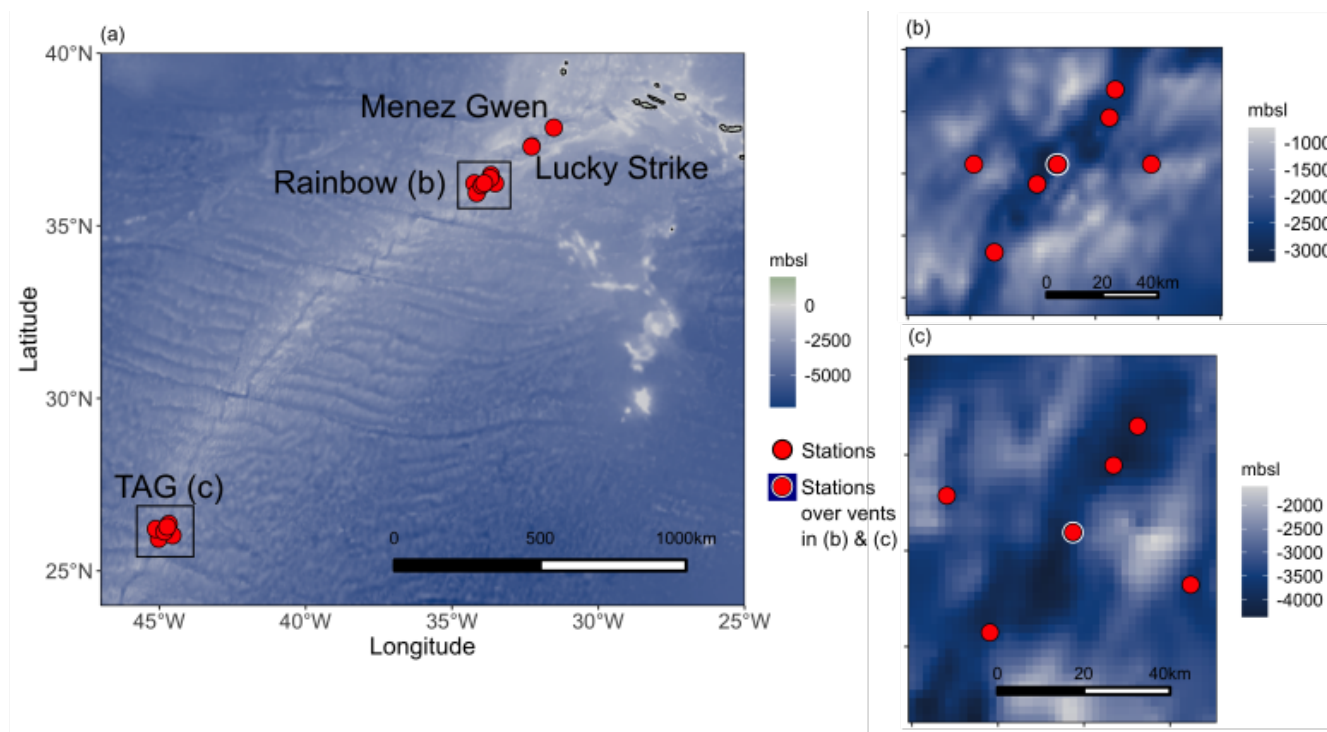 (a)
40°N
35°N
30°N
25°N
Latitude
Menez Gwen
Lucky Strike
Rainbow (b)
TAG (c)
0 500 1000km
45°W 40°W 35°W 30°W 25°W
Longitude
mbsl
0
-2500
-5000
Stations
Stations
over vents
in (b) & (c)
(b)
0 20 40km
mbsl
-1000
-1500
-2000
-2500
-3000
(c)
0 20 40km
mbsl
-2000
-2500
-3000
-3500
-4000